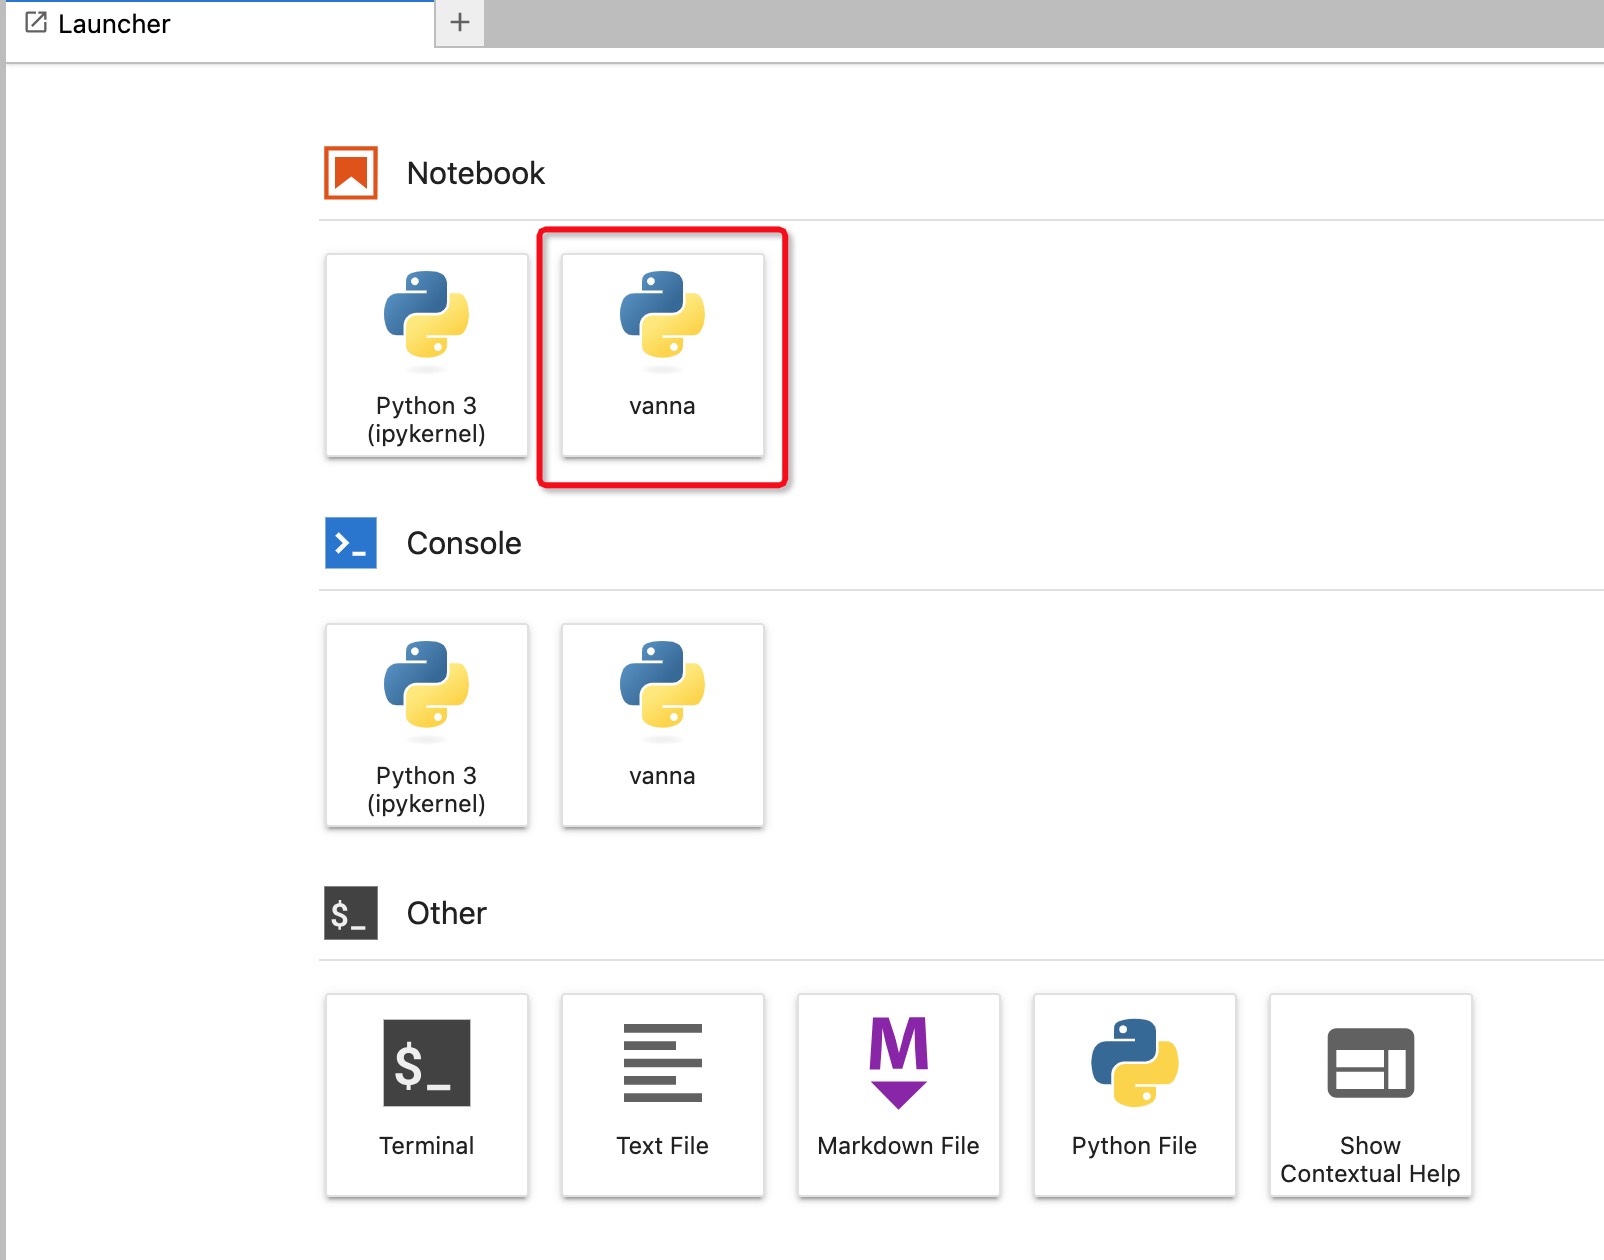 Launcher
Notebook
Python 3
(ipykernel)
vanna
Console
Python 3
(ipykernel)
vanna
$_ Other
$_
Terminal
Text File
Markdown File
Python File
Show
Contextual Help